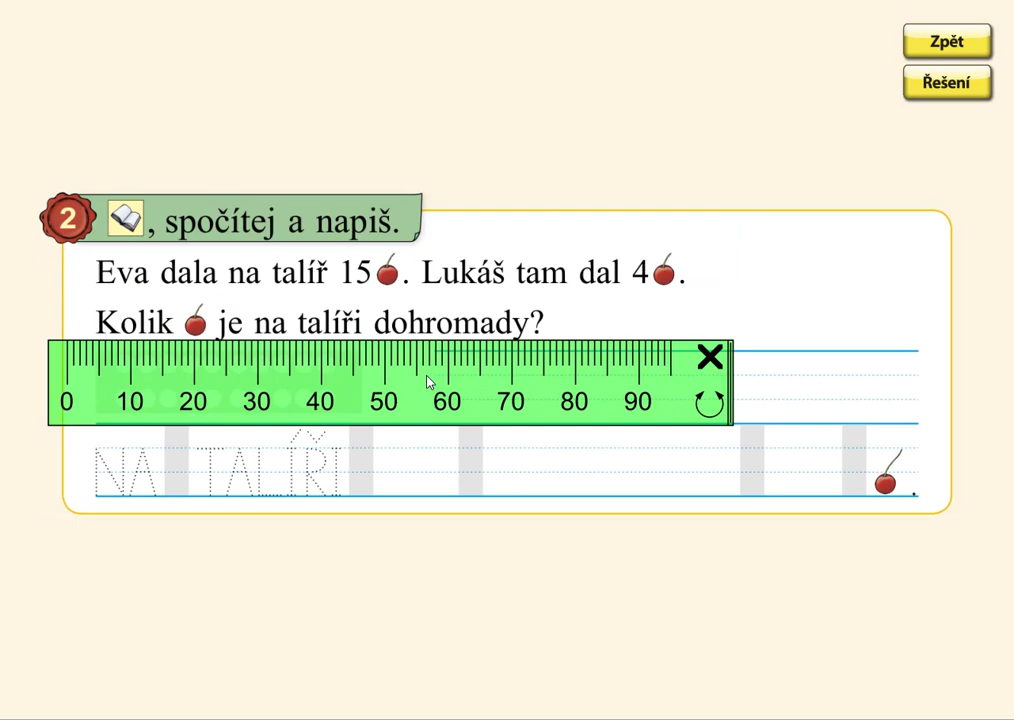 Zpět
Řešení
2 , spočítej a napiš.
Eva dala na talíř 15 . Lukáš tam dal 4 .
Kolik je na talíři dohromady?
0 10 20 30 40 50 60 70 80 90
NA TALÍŘI .